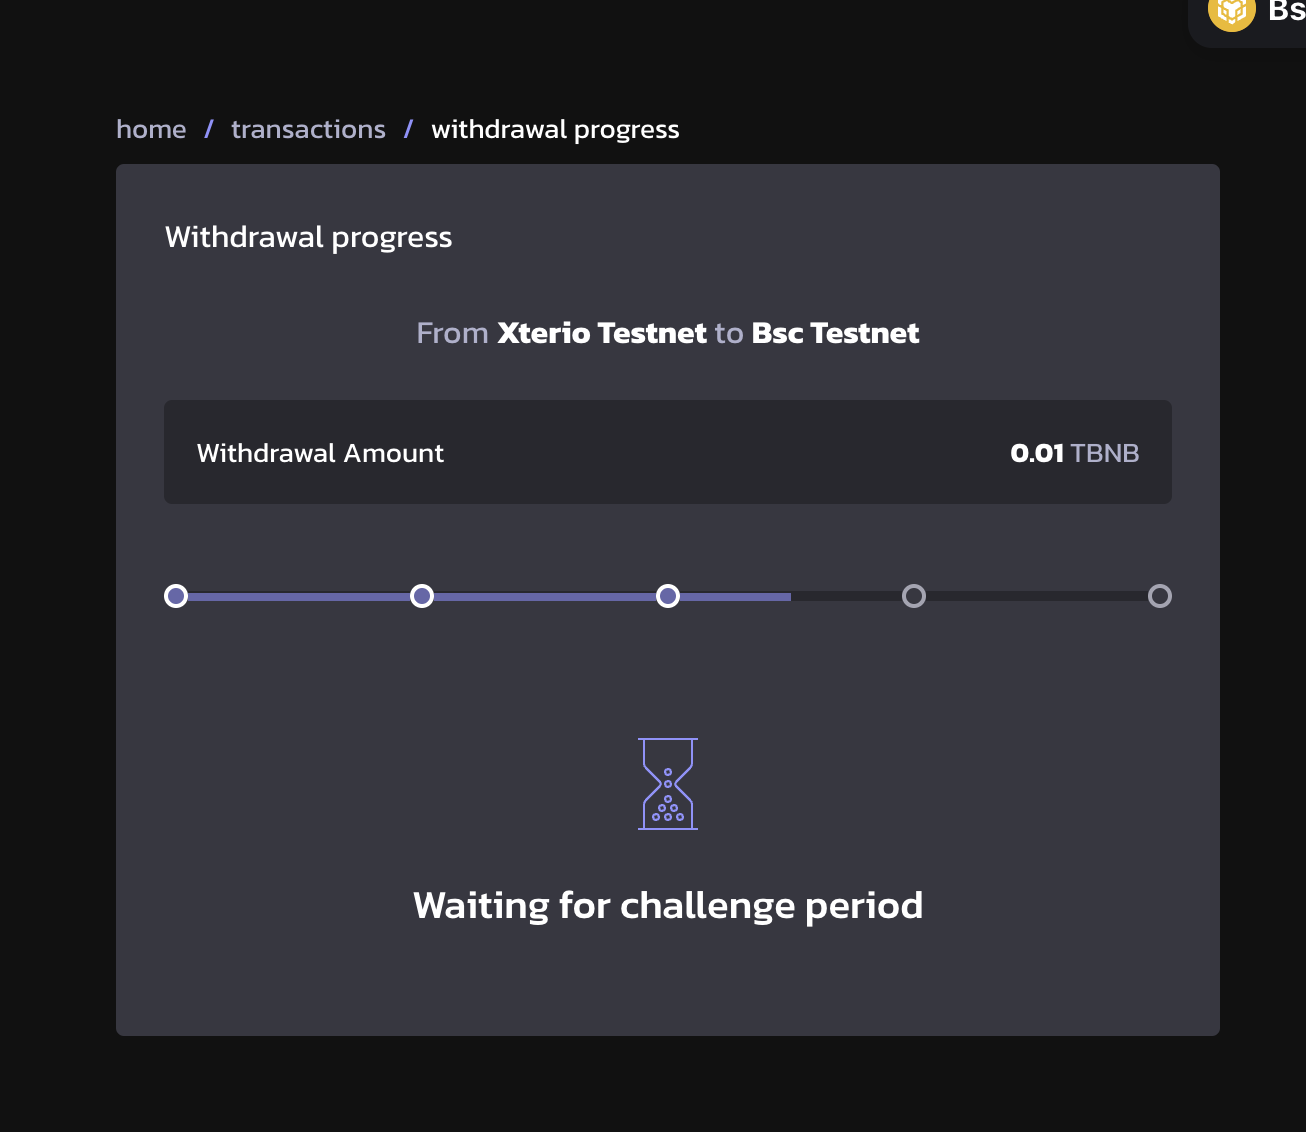 Bs
home / transactions / withdrawal progress
Withdrawal progress
From Xterio Testnet to Bsc Testnet
Withdrawal Amount 0.01 TBNB
Waiting for challenge period